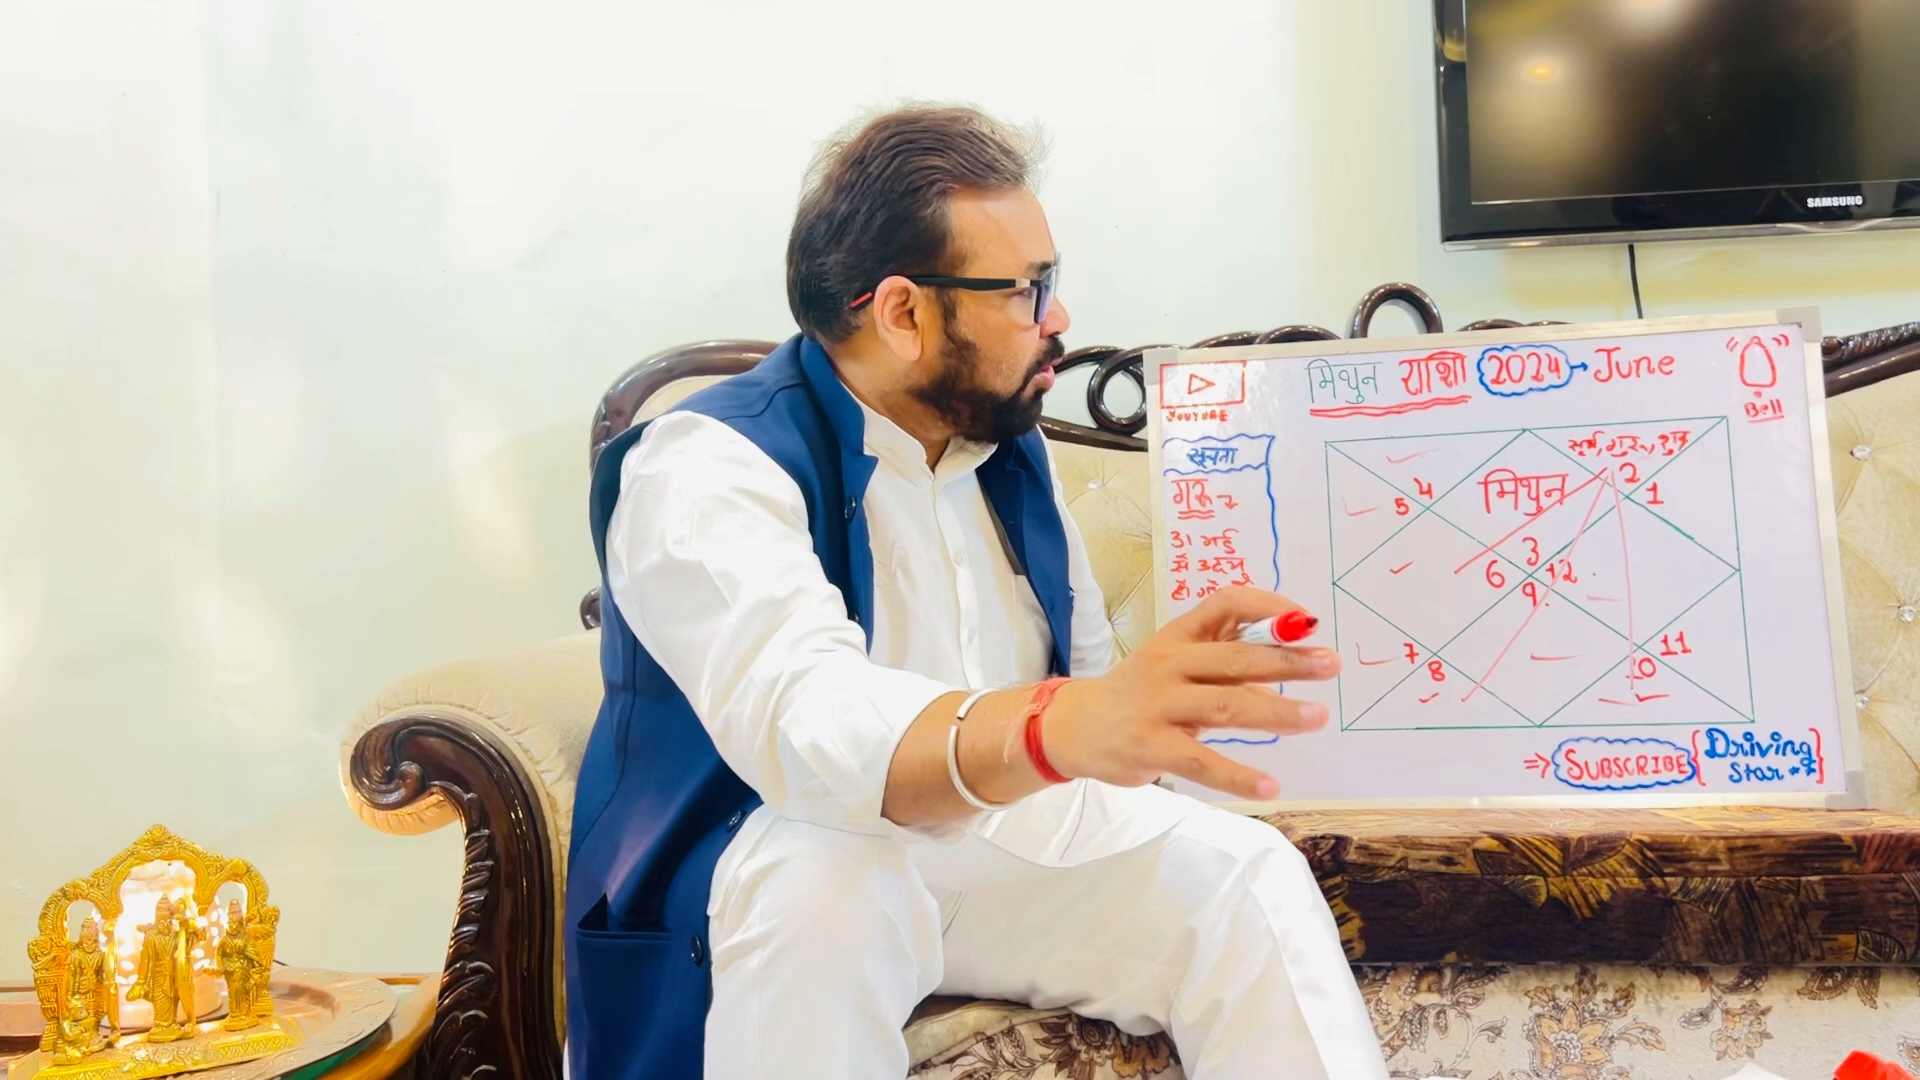 SAMSUNG
मिथुन राशि 2024 → June
YOUTUBE
Bell
सूचना
गुरू
31 मई
से उदय
हो
सूर्य, गुरू, शुक्र
मिथुन
2
1
4
5
3
6
12
9
7
8
11
10
⇒ SUBSCRIBE { Driving
Star ** }